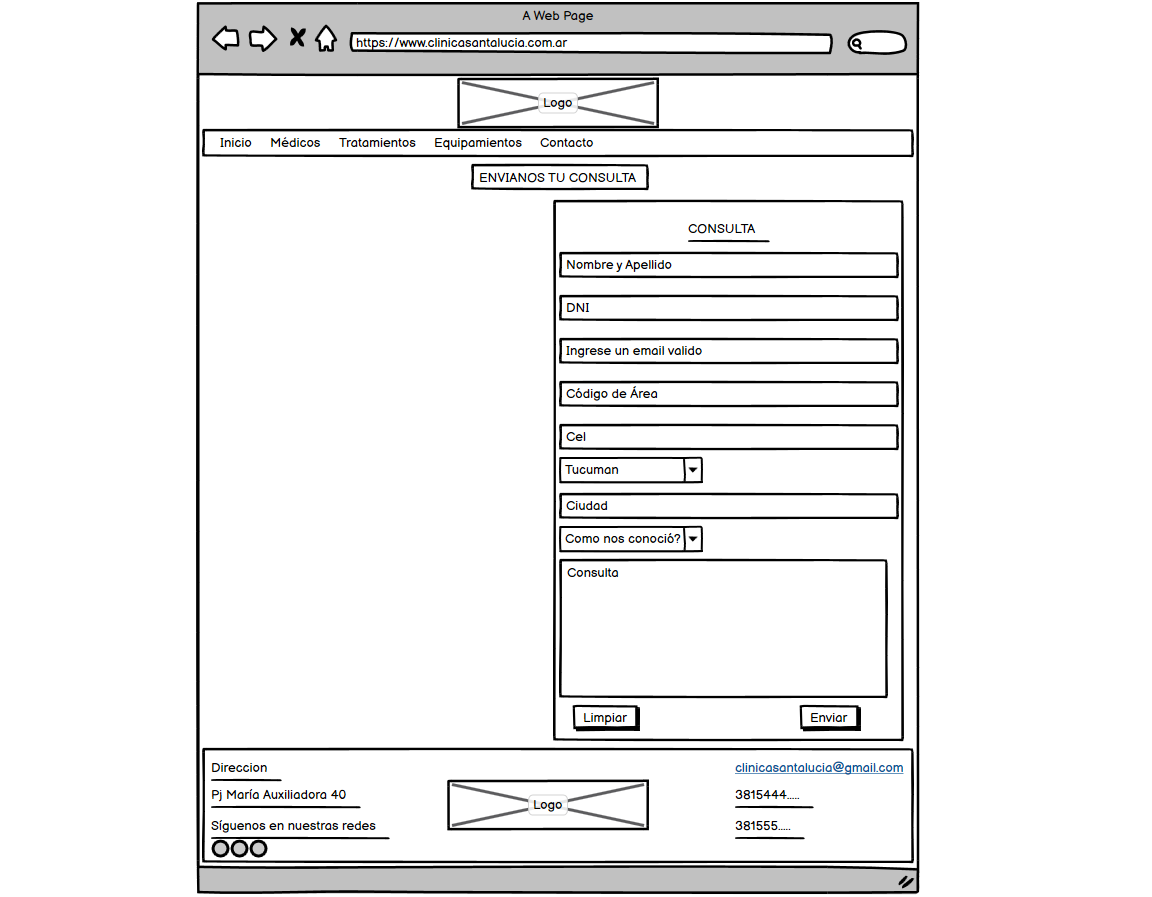 A Web Page
https://www.clinicasantalucia.com.ar
Logo
Inicio Médicos Tratamientos Equipamientos Contacto
ENVIANOS TU CONSULTA
CONSULTA
Nombre y Apellido
DNI
Ingrese un email valido
Código de Área
Cel
Tucuman
Ciudad
Como nos conoció?
Consulta
Limpiar Enviar
Direccion
Pj María Auxiliadora 40
Síguenos en nuestras redes
Logo
clinicasantalucia@gmail.com
3815444.....
381555.....